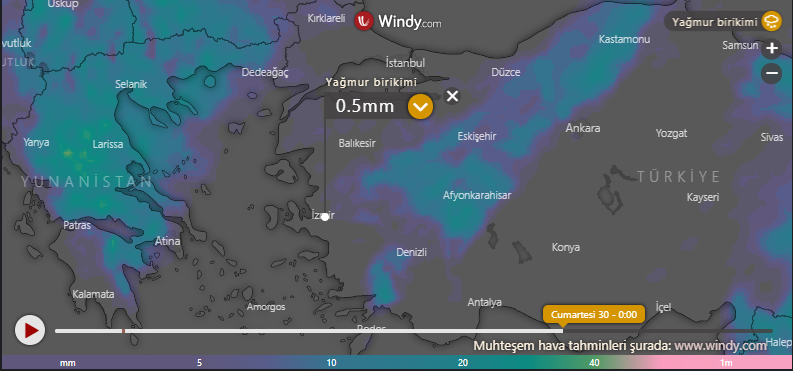 Üsküp
Kırklareli
Windy.com
Yağmur birikimi
Kastamonu
Samsun
vutluk
UTLUK
İstanbul
Dedeağaç
Düzce
Selanik
Yağmur birikimi
0.5mm
Ankara
Yozgat
Sivas
Eskişehir
Balıkesir
Yanya
Larissa
YUNANİSTAN
TÜRKİYE
Afyonkarahisar
Kayseri
İzmir
Patras
Atina
Denizli
Konya
Kalamata
Amorgos
Antalya
İçel
Cumartesi 30 - 0:00
Rodos
Halep
Muhteşem hava tahminleri şurada: www.windy.com
mm 5 10 20 40 1m